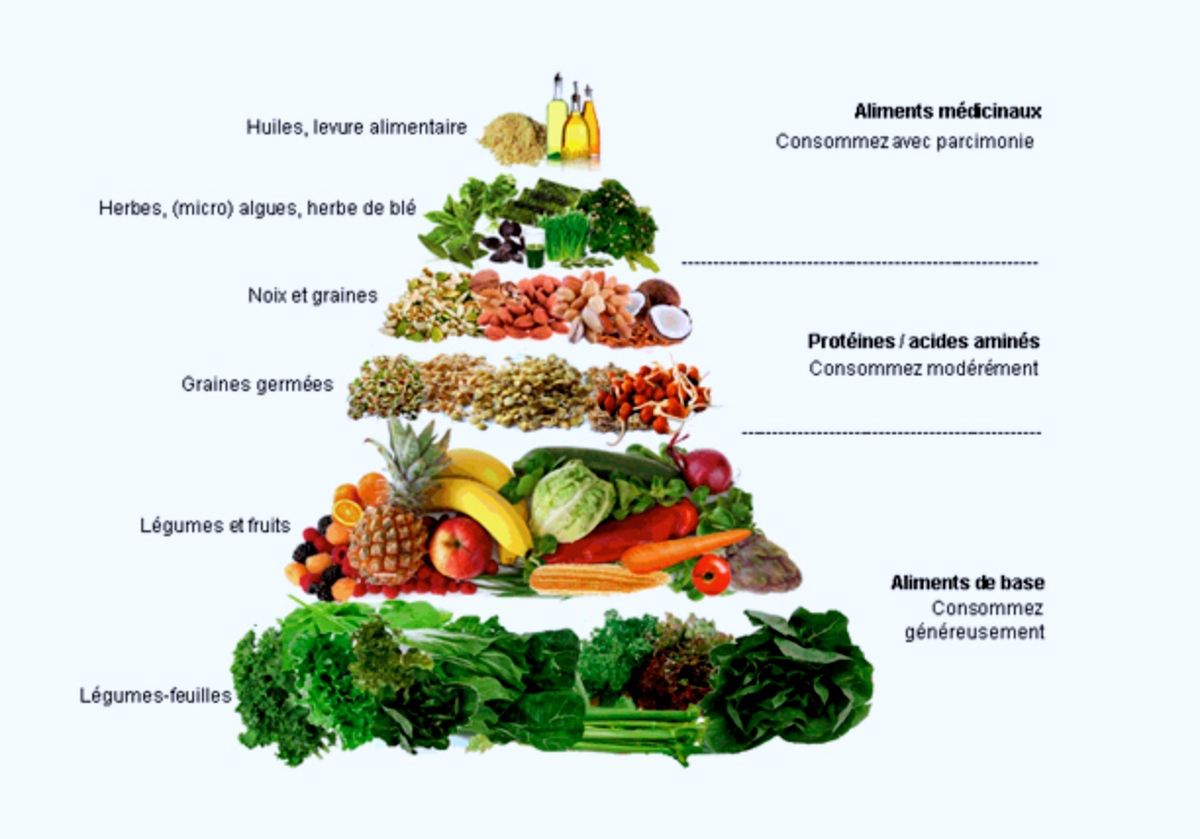 Aliments médicinaux
Huiles, levure alimentaire
Consommez avec parcimonie
Herbes, (micro) algues, herbe de blé
Noix et graines
Protéines / acides aminés
Consommez modérément
Graines germées
Légumes et fruits
Aliments de base
Consommez
généreusement
Légumes-feuilles